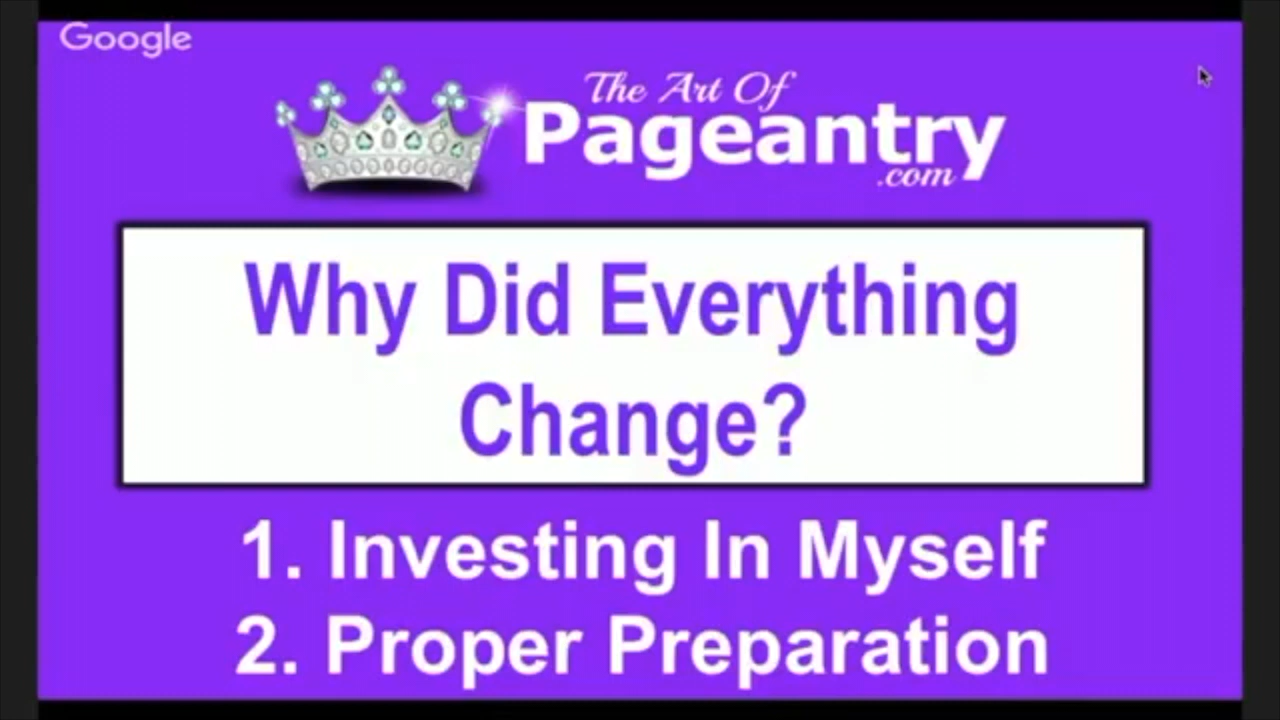 Google
The Art Of
Pageantry
.com
Why Did Everything
Change?
1. Investing In Myself
2. Proper Preparation